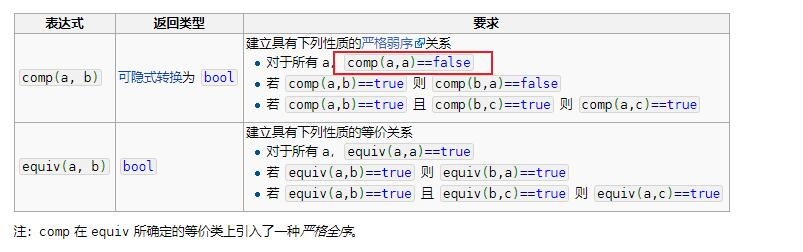 表达式 返回类型 要求
comp(a, b) 可隐式转换为 bool
建立具有下列性质的严格弱序关系
对于所有 a, comp(a,a)==false
若 comp(a,b)==true 则 comp(b,a)==false
若 comp(a,b)==true 且 comp(b,c)==true 则 comp(a,c)==true
equiv(a, b) bool
建立具有下列性质的等价关系
对于所有 a, equiv(a,a)==true
若 equiv(a,b)==true 则 equiv(b,a)==true
若 equiv(a,b)==true 且 equiv(b,c)==true 则 equiv(a,c)==true
注: comp 在 equiv 所确定的等价类上引入了一种严格全序。